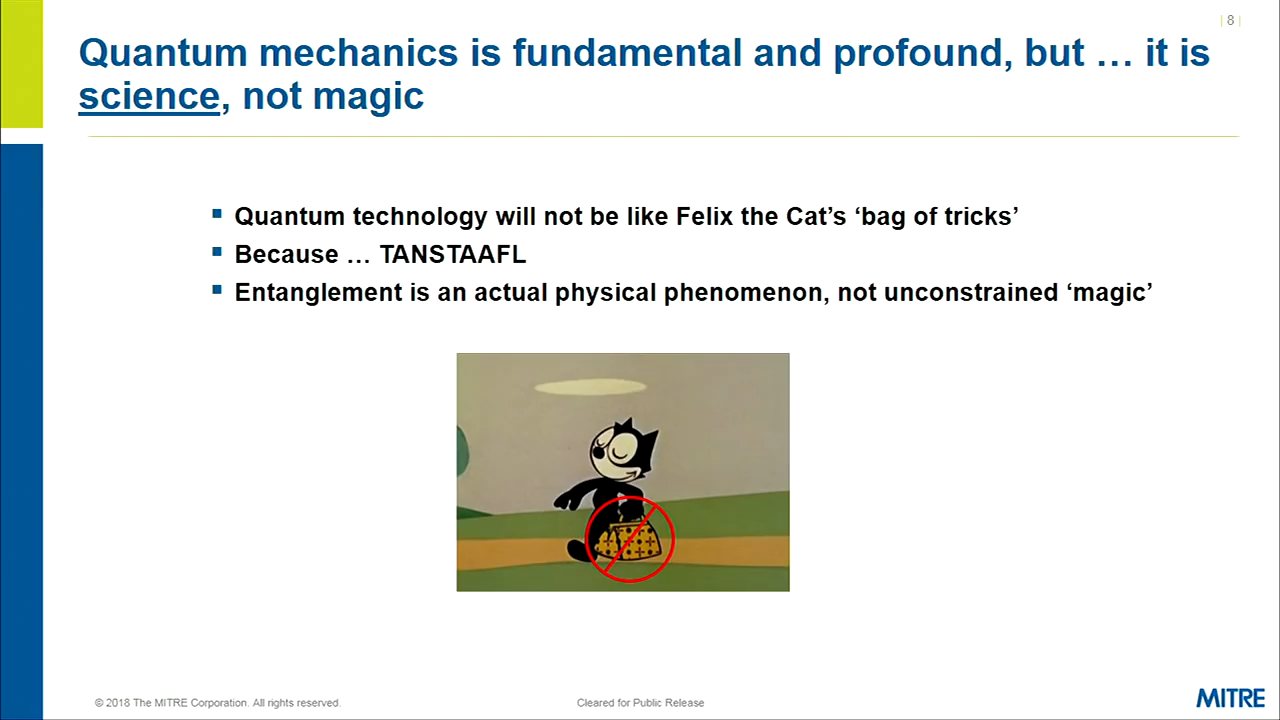 | 8 |
Quantum mechanics is fundamental and profound, but … it is
science, not magic
Quantum technology will not be like Felix the Cat’s ‘bag of tricks’
Because … TANSTAAFL
Entanglement is an actual physical phenomenon, not unconstrained ‘magic’
© 2018 The MITRE Corporation. All rights reserved.
Cleared for Public Release
MITRE